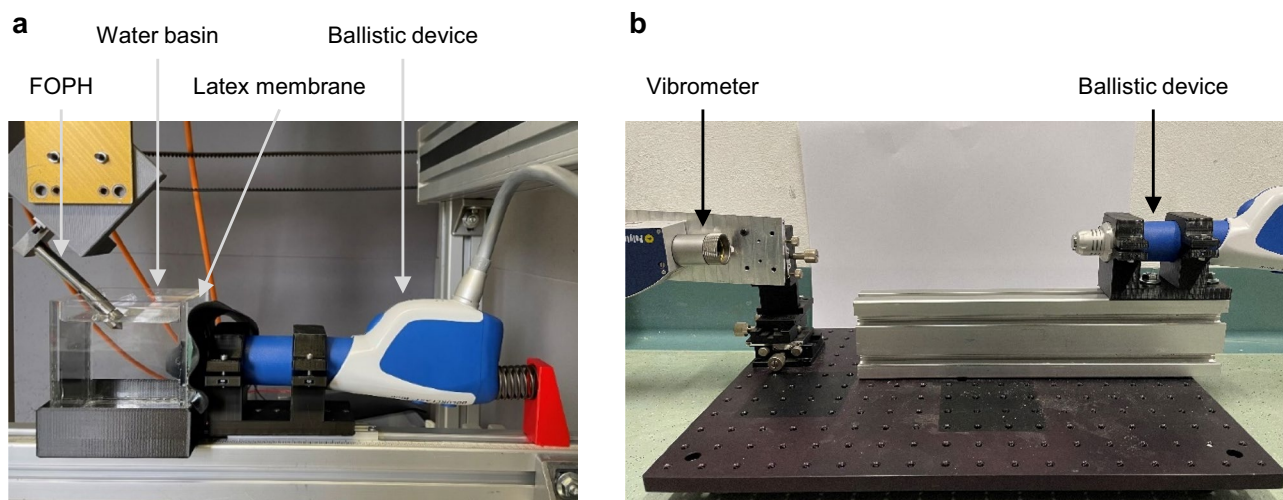 a
Water basin
Ballistic device
FOPH
Latex membrane
b
Vibrometer
Ballistic device